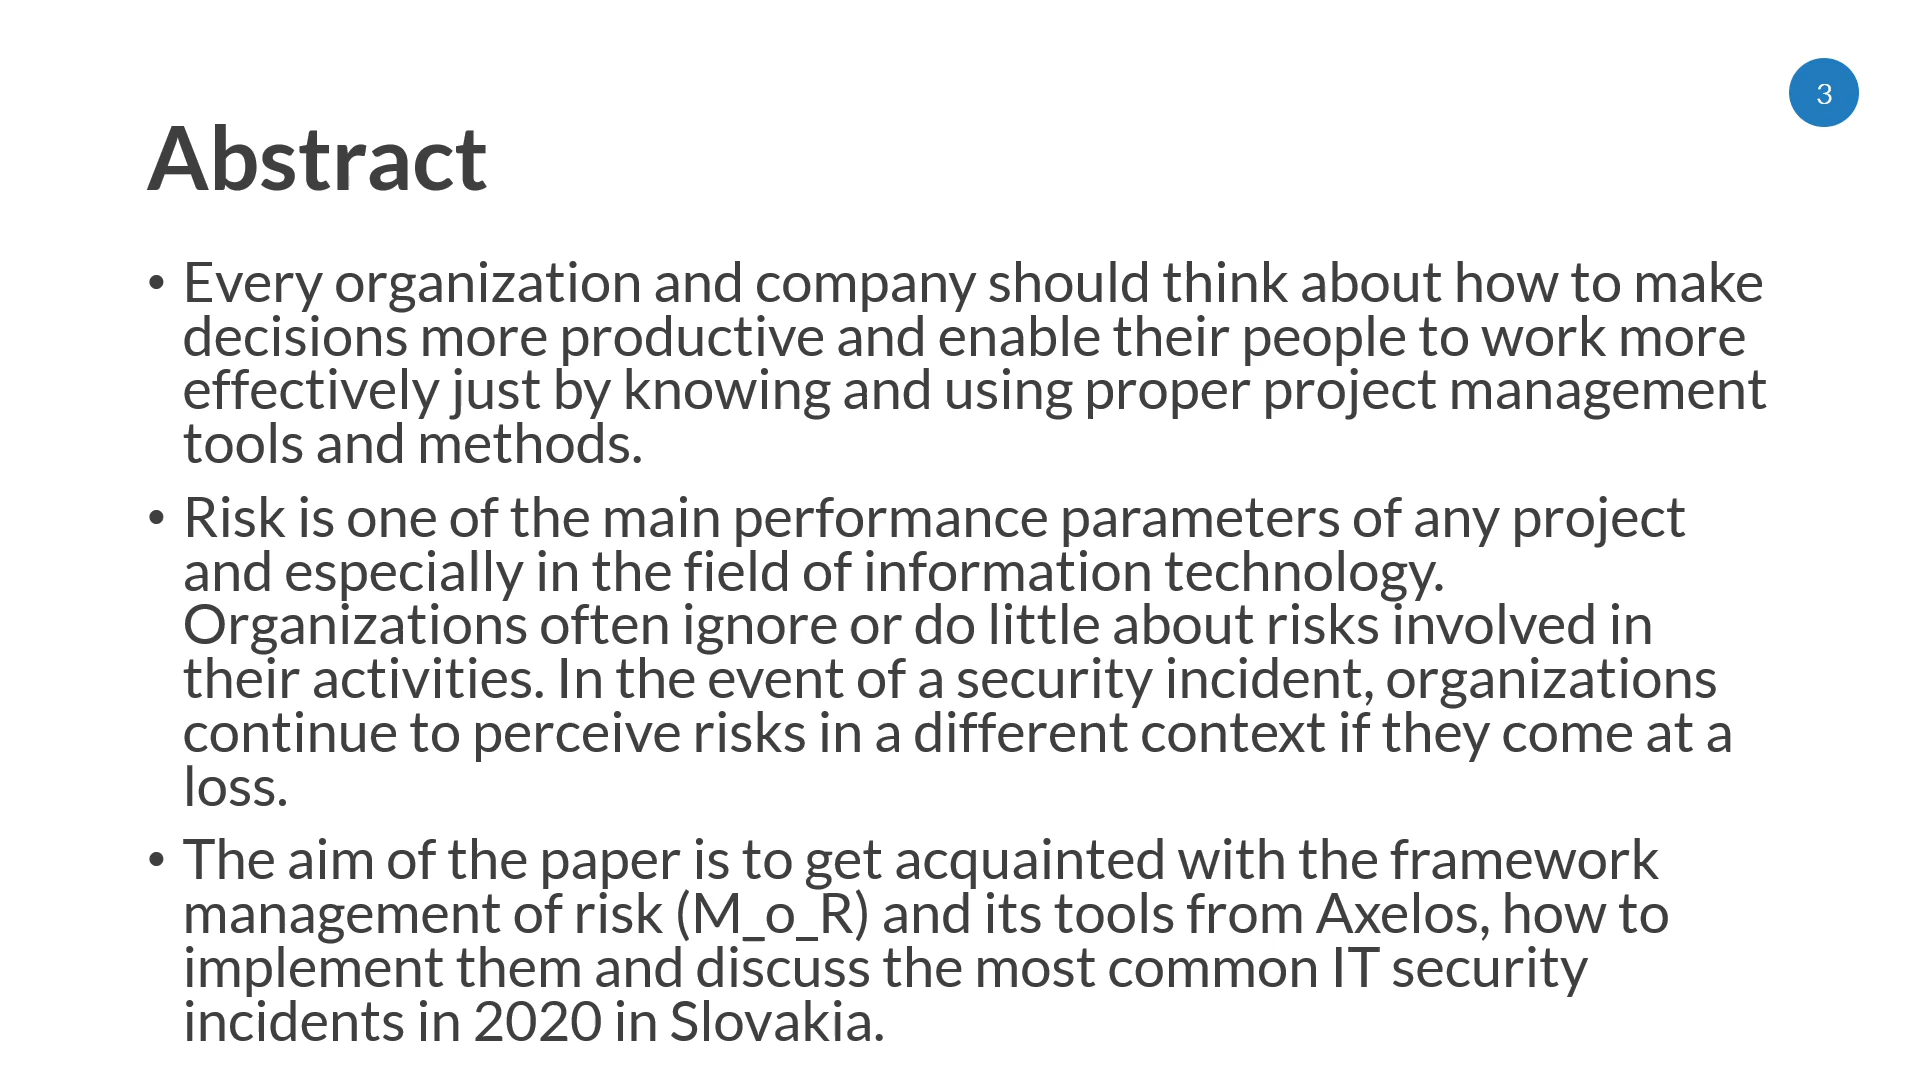 3
Abstract
• Every organization and company should think about how to make
decisions more productive and enable their people to work more
effectively just by knowing and using proper project management
tools and methods.
• Risk is one of the main performance parameters of any project
and especially in the field of information technology.
Organizations often ignore or do little about risks involved in
their activities. In the event of a security incident, organizations
continue to perceive risks in a different context if they come at a
loss.
• The aim of the paper is to get acquainted with the framework
management of risk (M_o_R) and its tools from Axelos, how to
implement them and discuss the most common IT security
incidents in 2020 in Slovakia.